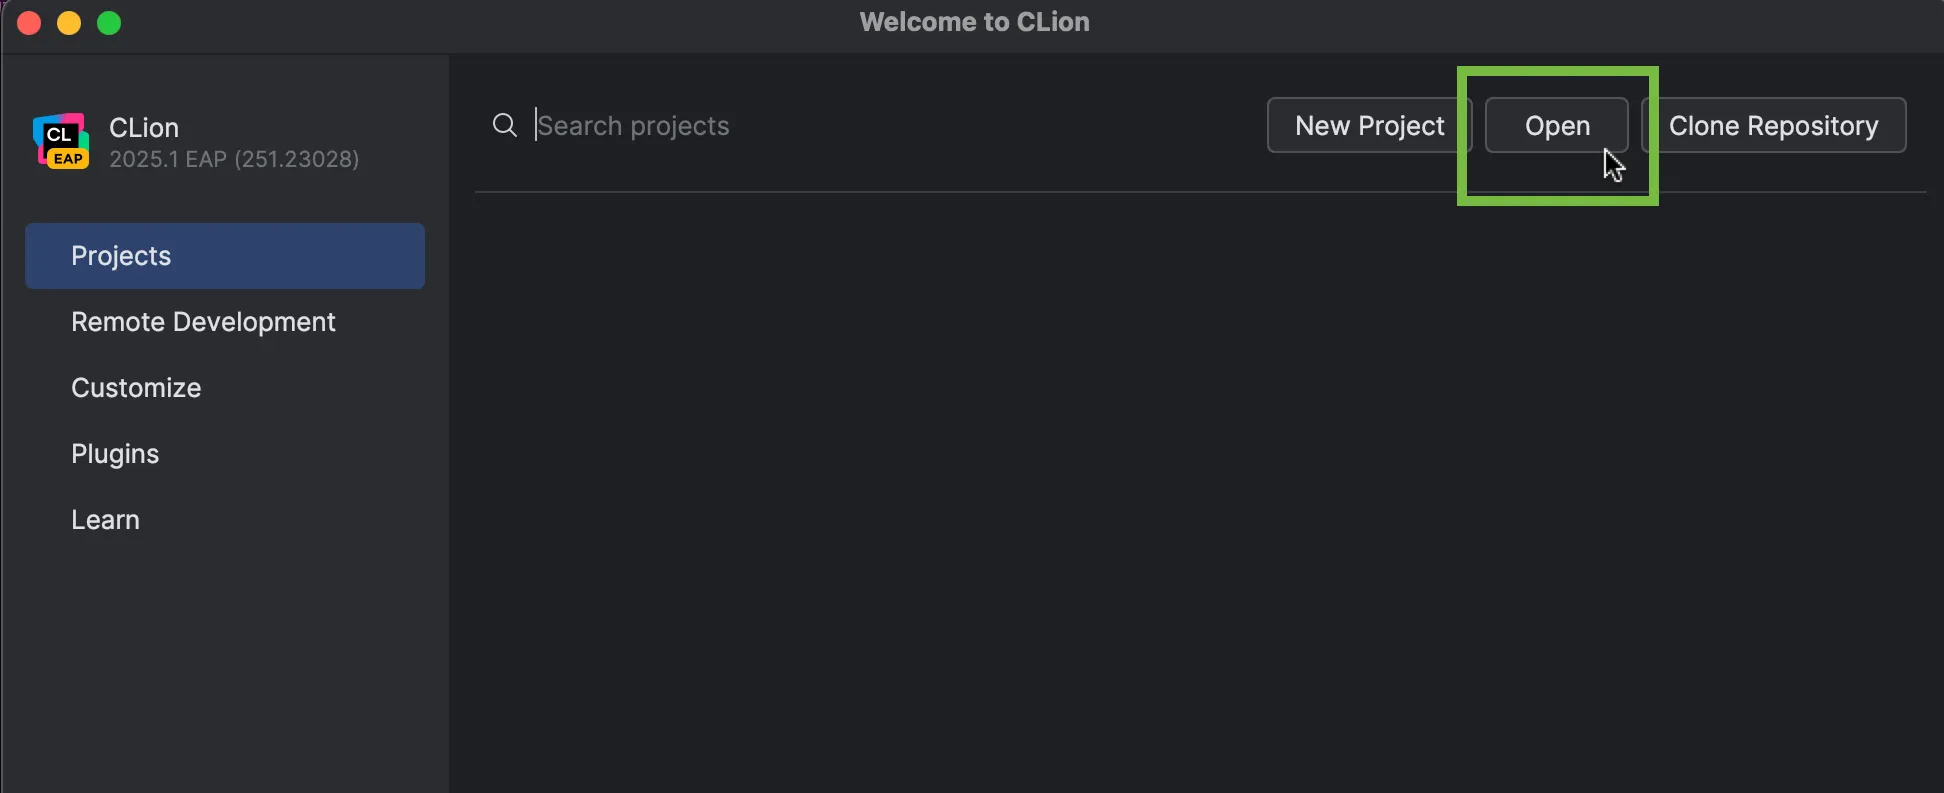 Welcome to CLion
CL
EAP
CLion
2025.1 EAP (251.23028)
Search projects
New Project
Open
Clone Repository
Projects
Remote Development
Customize
Plugins
Learn